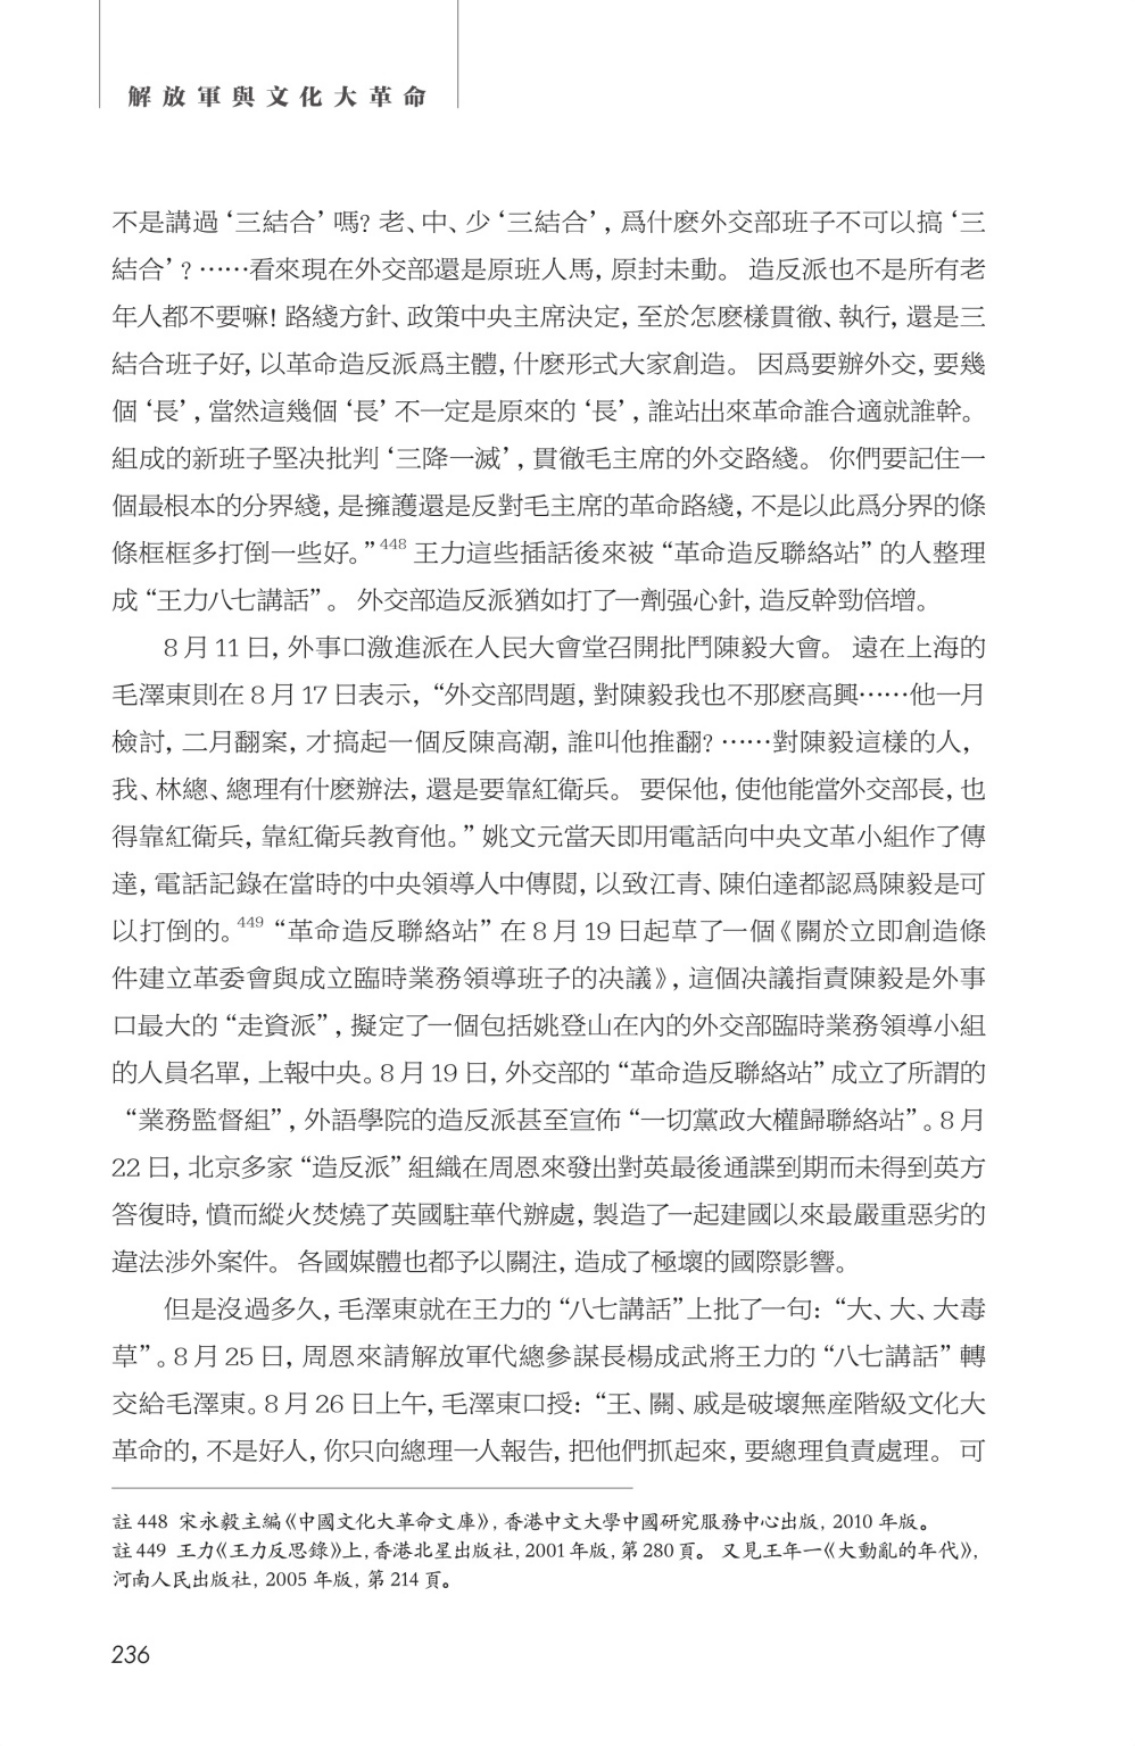 解放軍與文化大革命
不是講過‘三結合’嗎?老、中、少‘三結合’,爲什麽外交部班子不可以搞‘三
結合’?……看來現在外交部還是原班人馬,原封未動。造反派也不是所有老
年人都不要嘛!路綫方針、政策中央主席決定,至於怎麽樣貫徹、執行,還是三
結合班子好,以革命造反派爲主體,什麽形式大家創造。因爲要辦外交,要幾
個‘長’,當然這幾個‘長’不一定是原來的‘長’,誰站出來革命誰合適就誰幹。
組成的新班子堅决批判‘三降一滅’,貫徹毛主席的外交路綫。你們要記住一
個最根本的分界綫,是擁護還是反對毛主席的革命路綫,不是以此爲分界的條
條框框多打倒一些好。”448 王力這些插話後來被“革命造反聯絡站”的人整理
成“王力八七講話”。外交部造反派猶如打了一劑强心針,造反幹勁倍增。
8月11日,外事口激進派在人民大會堂召開批鬥陳毅大會。遠在上海的
毛澤東則在8月17日表示,“外交部問題,對陳毅我也不那麽高興……他一月
檢討,二月翻案,才搞起一個反陳高潮,誰叫他推翻?……對陳毅這樣的人,
我、林總、總理有什麽辦法,還是要靠紅衛兵。要保他,使他能當外交部長,也
得靠紅衛兵,靠紅衛兵教育他。”姚文元當天即用電話向中央文革小組作了傳
達,電話記錄在當時的中央領導人中傳閱,以致江青、陳伯達都認爲陳毅是可
以打倒的。449 “革命造反聯絡站”在8月19日起草了一個《關於立即創造條
件建立革委會與成立臨時業務領導班子的决議》,這個决議指責陳毅是外事
口最大的“走資派”,擬定了一個包括姚登山在內的外交部臨時業務領導小組
的人員名單,上報中央。8月19日,外交部的“革命造反聯絡站”成立了所謂的
“業務監督組”,外語學院的造反派甚至宣佈“一切黨政大權歸聯絡站”。8月
22日,北京多家“造反派”組織在周恩來發出對英最後通諜到期而未得到英方
答復時,憤而縱火焚燒了英國駐華代辦處,製造了一起建國以來最嚴重惡劣的
違法涉外案件。各國媒體也都予以關注,造成了極壞的國際影響。
但是沒過多久,毛澤東就在王力的“八七講話”上批了一句:“大、大、大毒
草”。8月25日,周恩來請解放軍代總參謀長楊成武將王力的“八七講話”轉
交給毛澤東。8月26日上午,毛澤東口授:“王、關、戚是破壞無産階級文化大
革命的,不是好人,你只向總理一人報告,把他們抓起來,要總理負責處理。可
註448 宋永毅主編《中國文化大革命文庫》,香港中文大學中國研究服務中心出版,2010年版。
註449 王力《王力反思錄》上,香港北星出版社,2001年版,第280頁。又見王年一《大動亂的年代》,
河南人民出版社,2005年版,第214頁。
236